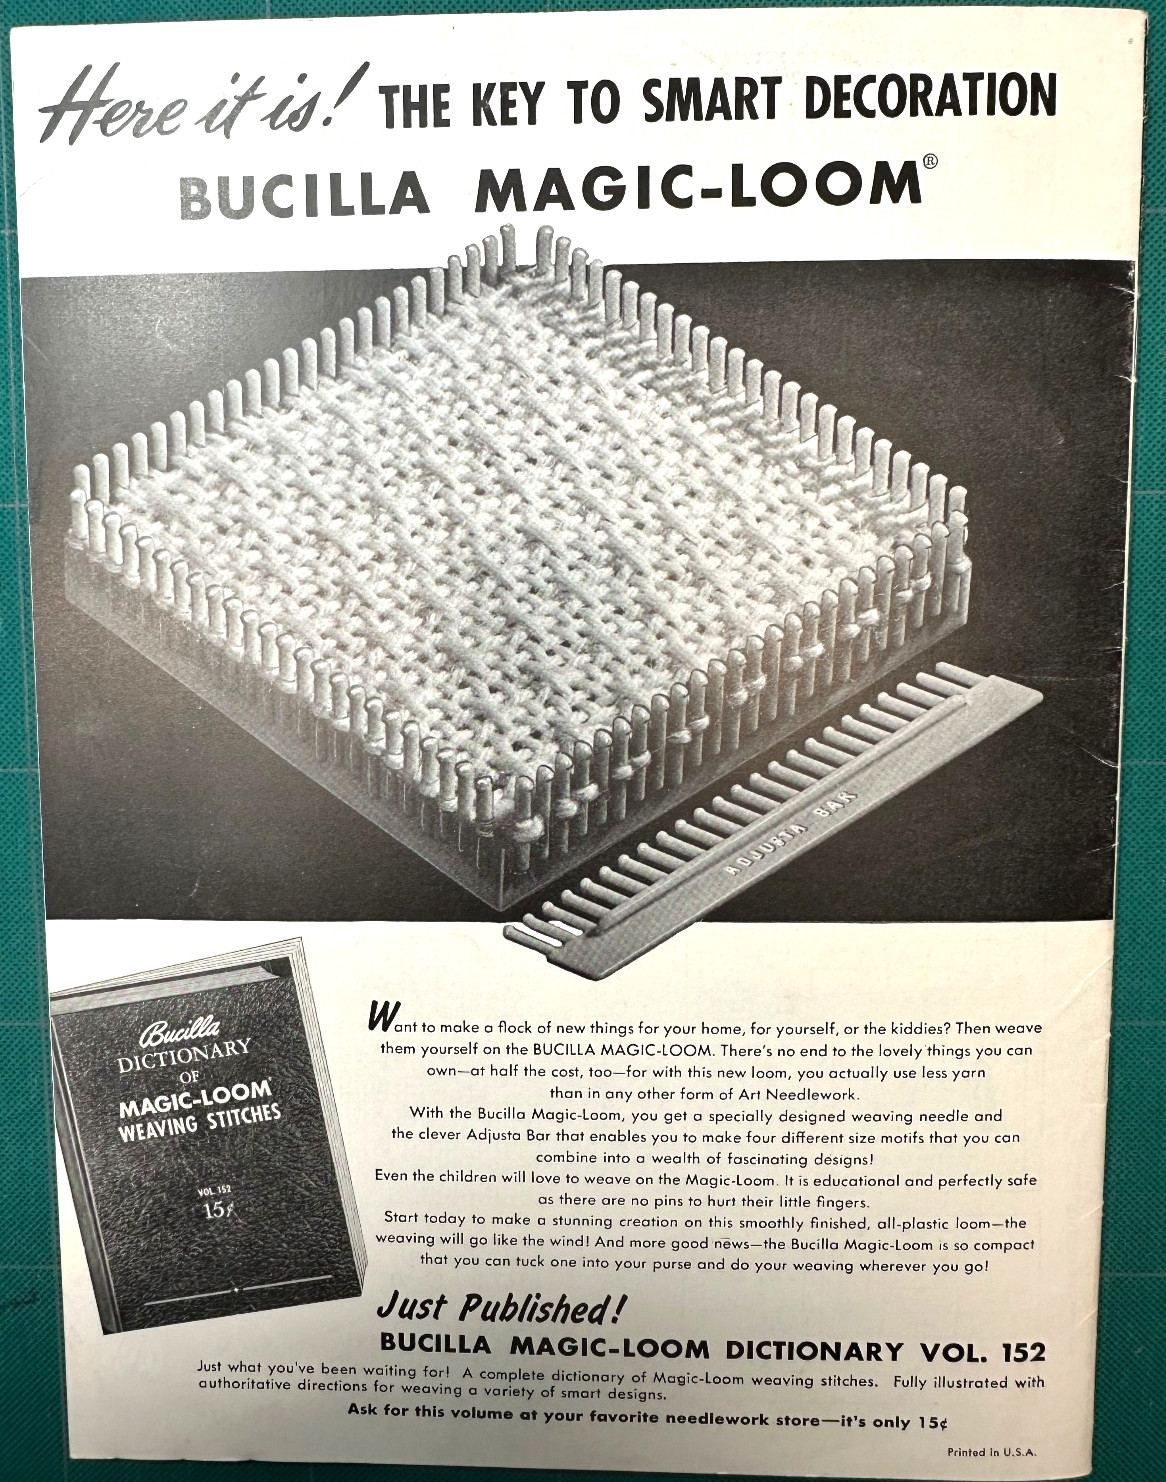 Here it is! THE KEY TO SMART DECORATION
BUCILLA MAGIC-LOOM®
ADJUSTA BAR
Bucilla
DICTIONARY
OF
MAGIC-LOOM
WEAVING STITCHES
VOL 152
15¢
Want to make a flock of new things for your home, for yourself, or the kiddies? Then weave
them yourself on the BUCILLA MAGIC-LOOM. There's no end to the lovely things you can
own—at half the cost, too—for with this new loom, you actually use less yarn
than in any other form of Art Needlework.
With the Bucilla Magic-Loom, you get a specially designed weaving needle and
the clever Adjusta Bar that enables you to make four different size motifs that you can
combine into a wealth of fascinating designs!
Even the children will love to weave on the Magic-Loom. It is educational and perfectly safe
as there are no pins to hurt their little fingers.
Start today to make a stunning creation on this smoothly finished, all-plastic loom—the
weaving will go like the wind! And more good news—the Bucilla Magic-Loom is so compact
that you can tuck one into your purse and do your weaving wherever you go!
Just Published!
BUCILLA MAGIC-LOOM DICTIONARY VOL. 152
Just what you've been waiting for! A complete dictionary of Magic-Loom weaving stitches. Fully illustrated with
authoritative directions for weaving a variety of smart designs.
Ask for this volume at your favorite needlework store—it's only 15¢
Printed in U.S.A.